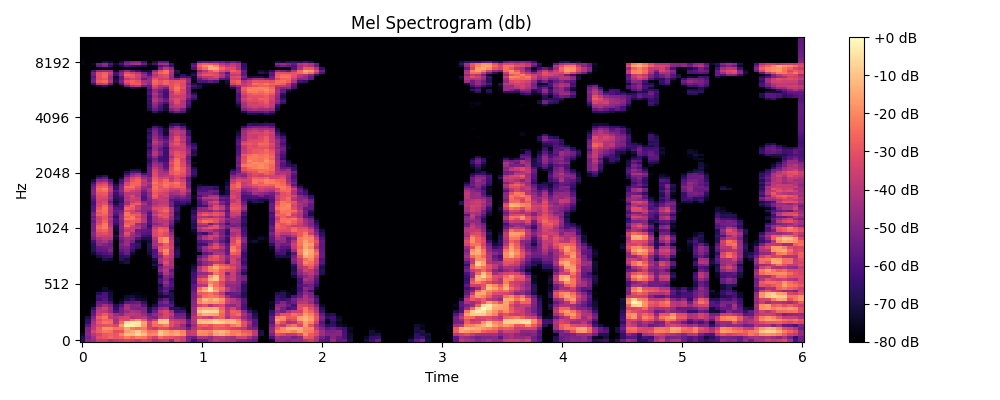 Mel Spectrogram (db)
Hz
8192
4096
2048
1024
512
0
0 1 2 3 4 5 6
Time
+0 dB
-10 dB
-20 dB
-30 dB
-40 dB
-50 dB
-60 dB
-70 dB
-80 dB